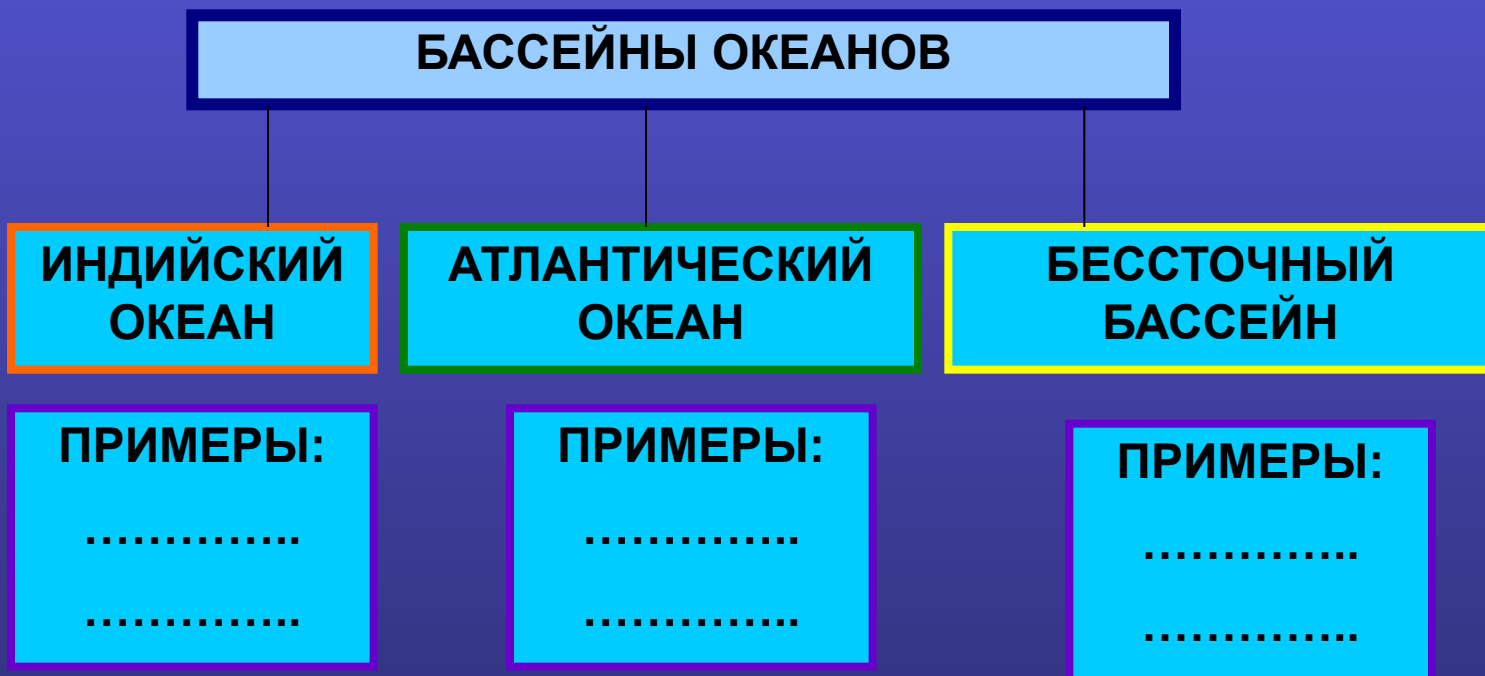 БАССЕЙНЫ ОКЕАНОВ
ИНДИЙСКИЙ
ОКЕАН
АТЛАНТИЧЕСКИЙ
ОКЕАН
БЕССТОЧНЫЙ
БАССЕЙН
ПРИМЕРЫ:
…………..
…………..
ПРИМЕРЫ:
…………..
…………..
ПРИМЕРЫ:
…………..
…………..